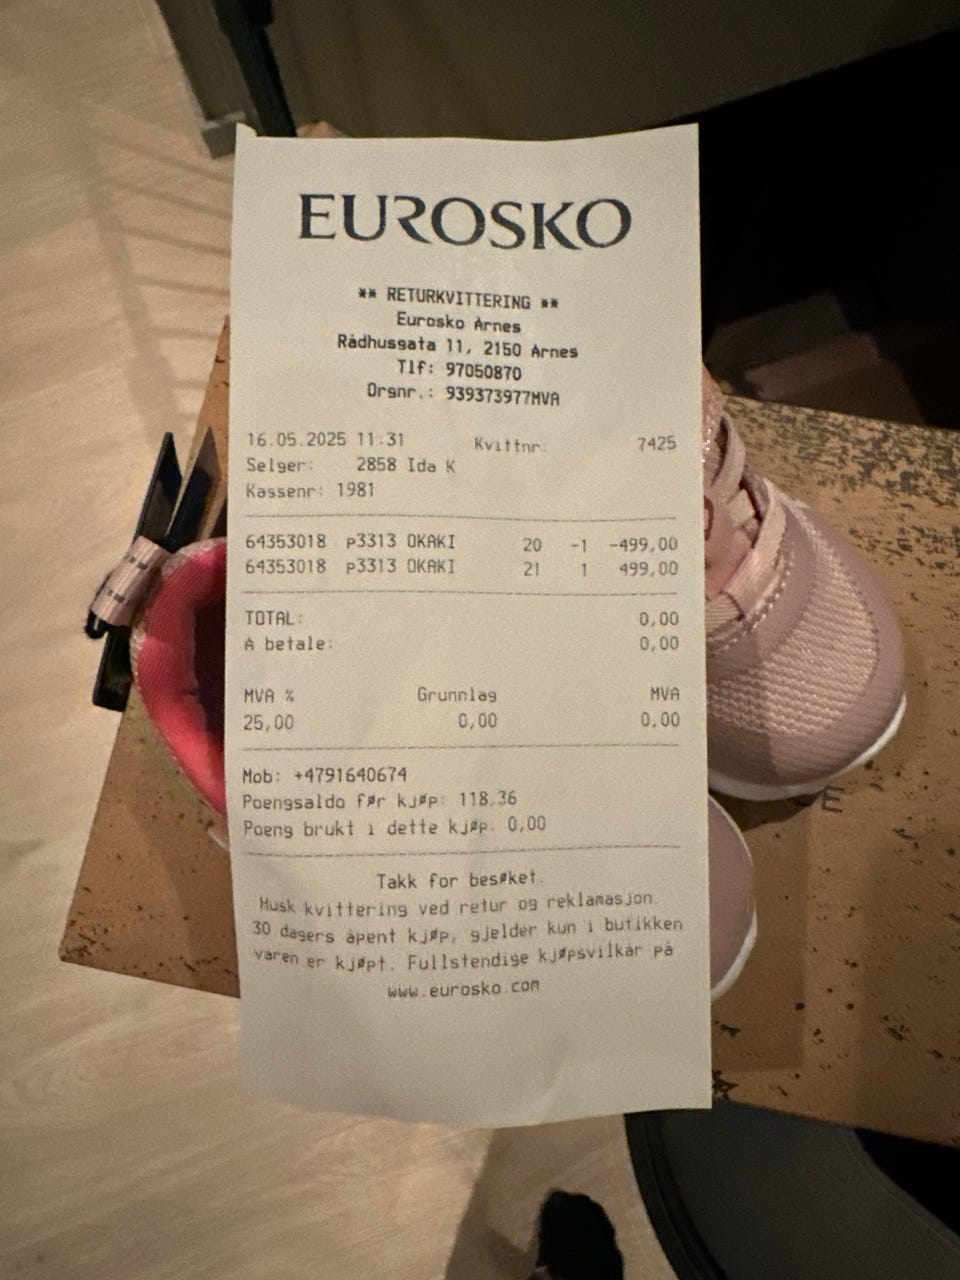 EUROSKO
** RETURKVITTERING **
Eurosko Årnes
Rådhusgata 11, 2150 Årnes
Tlf: 97050870
Orgnr.: 939373977MVA
16.05.2025 11:31 Kvittnr: 7425
Selger: 2858 Ida K
Kassenr: 1981
64353018 p3313 OKAKI 20 -1 -499,00
64353018 p3313 OKAKI 21 1 499,00
TOTAL: 0,00
Å betale: 0,00
MVA % Grunnlag MVA
25,00 0,00 0,00
Mob: +4791640674
Poengsaldo før kjøp: 118,36
Poeng brukt i dette kjøp: 0,00
Takk for besøket.
Husk kvittering ved retur og reklamasjon.
30 dagers åpent kjøp, gjelder kun i butikken
varen er kjøpt. Fullstendige kjøpsvilkår på
www.eurosko.com